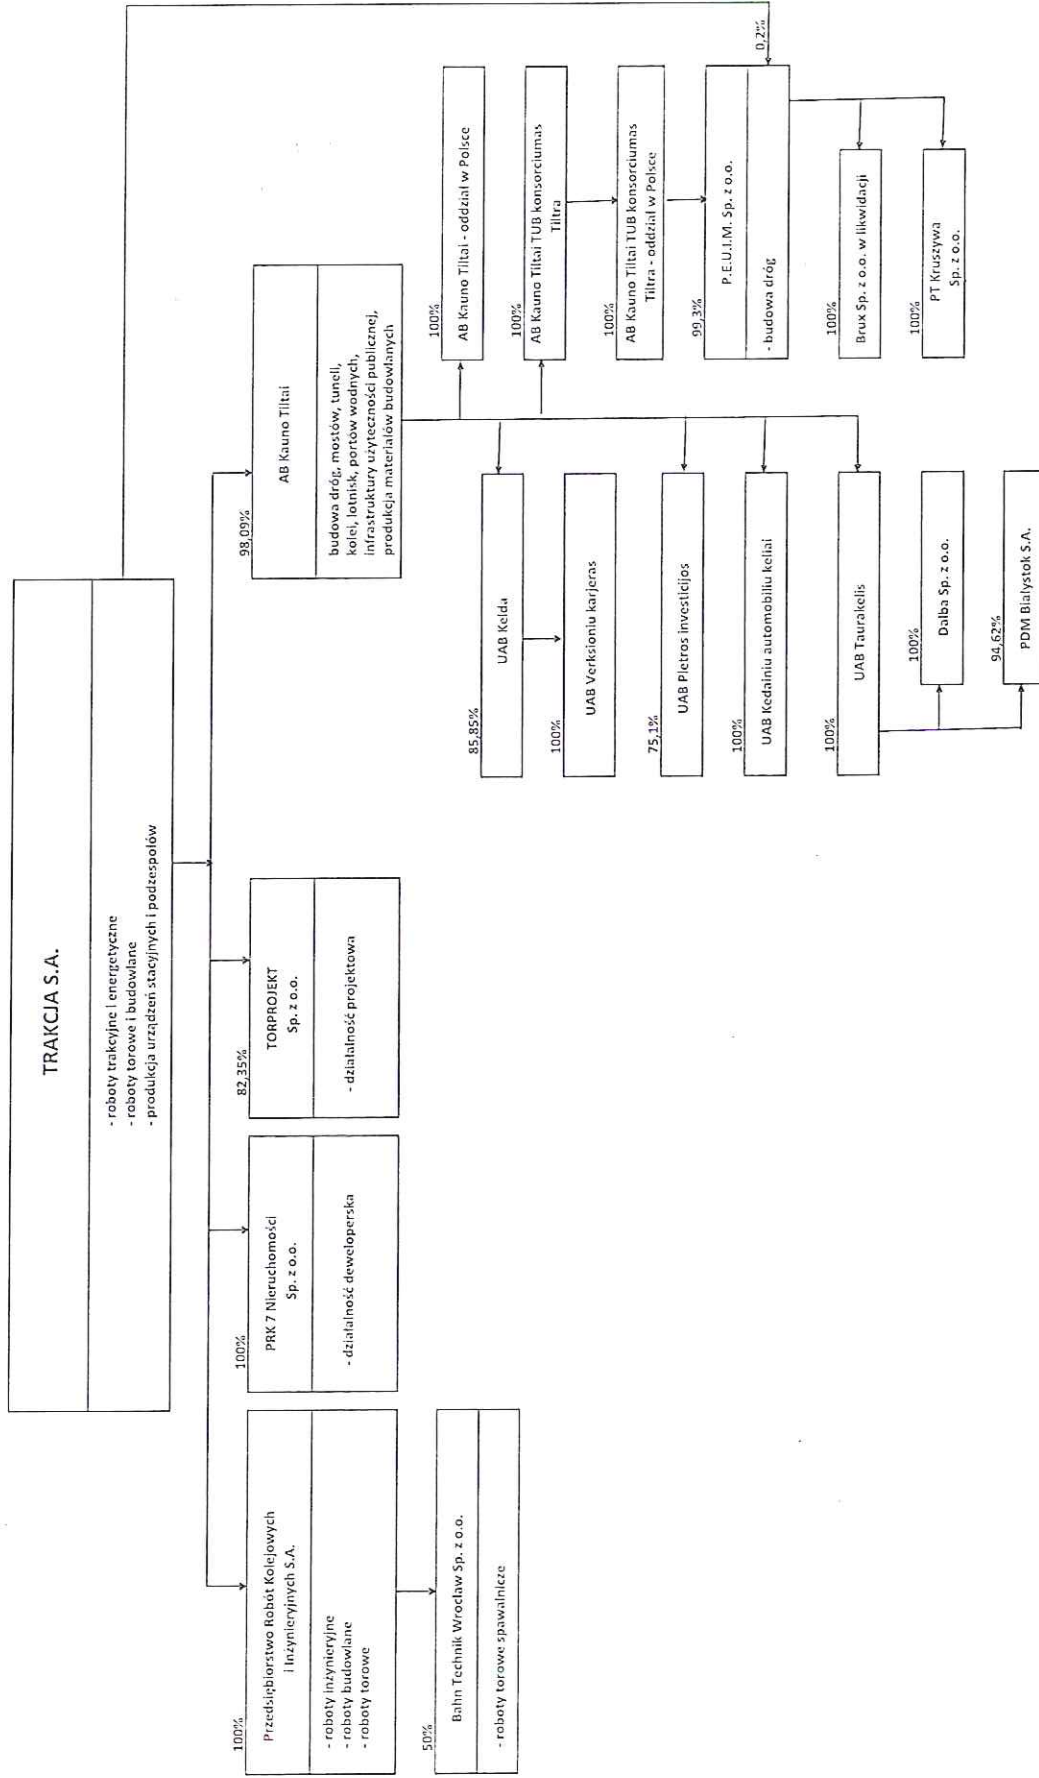 TRAKCJA S.A.
- roboty trakcyjne i energetyczne
- roboty torowe i budowlane
- produkcja urządzeń stacyjnych i podzespołów
100%
Przedsiębiorstwo Robót Kolejowych
i Inżynieryjnych S.A.
- roboty inżynieryjne
- roboty budowlane
- roboty torowe
50%
Bahn Technik Wrocław Sp. z o.o.
- roboty torowe spawalnicze
100%
PRK 7 Nieruchomości
Sp. z o.o.
- działalność deweloperska
82,35%
TORPROJEKT
Sp. z o.o.
- działalność projektowa
98,09%
AB Kauno Tiltai
budowa dróg, mostów, tuneli,
kolei, lotnisk, portów wodnych,
infrastruktury użyteczności publicznej,
produkcja materiałów budowlanych
85,85%
UAB Kelda
100%
UAB Verksioniu karjeras
75,1%
UAB Pletros investicijos
100%
UAB Kedainiu automobiliu keliai
100%
UAB Taurakelis
100%
Dalba Sp. z o.o.
94,62%
PDM Białystok S.A.
100%
AB Kauno Tiltai - oddział w Polsce
100%
AB Kauno Tiltai TUB konsorciumas
Tiltra
100%
AB Kauno Tiltai TUB konsorciumas
Tiltra - oddział w Polsce
99,3%
0,2%
P.E.U.I.M. Sp. z o.o.
- budowa dróg
100%
Brux Sp. z o.o. w likwidacji
100%
PT Kruszywa
Sp. z o.o.